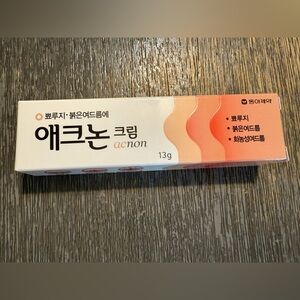 뾰루지·붉은여드름에
애크논 크림
acnon
13g
동아제약
뾰루지
붉은여드름
화농성여드름